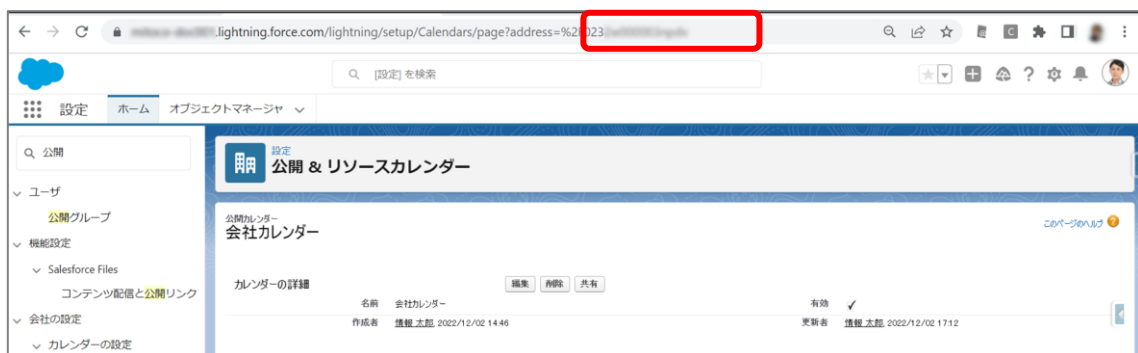 .lightning.force.com/lightning/setup/Calendars/page?address=%2F023
[設定] を検索
設定 ホーム オブジェクトマネージャ
公開
設定
公開 & リソースカレンダー
ユーザ
公開グループ
機能設定
Salesforce Files
コンテンツ配信と公開リンク
会社の設定
カレンダーの設定
公開カレンダー
会社カレンダー
このページのヘルプ ?
カレンダーの詳細 編集 削除 共有
名前 会社カレンダー 有効 ✓
作成者 情報 太郎, 2022/12/02 14:46 更新者 情報 太郎, 2022/12/02 17:12